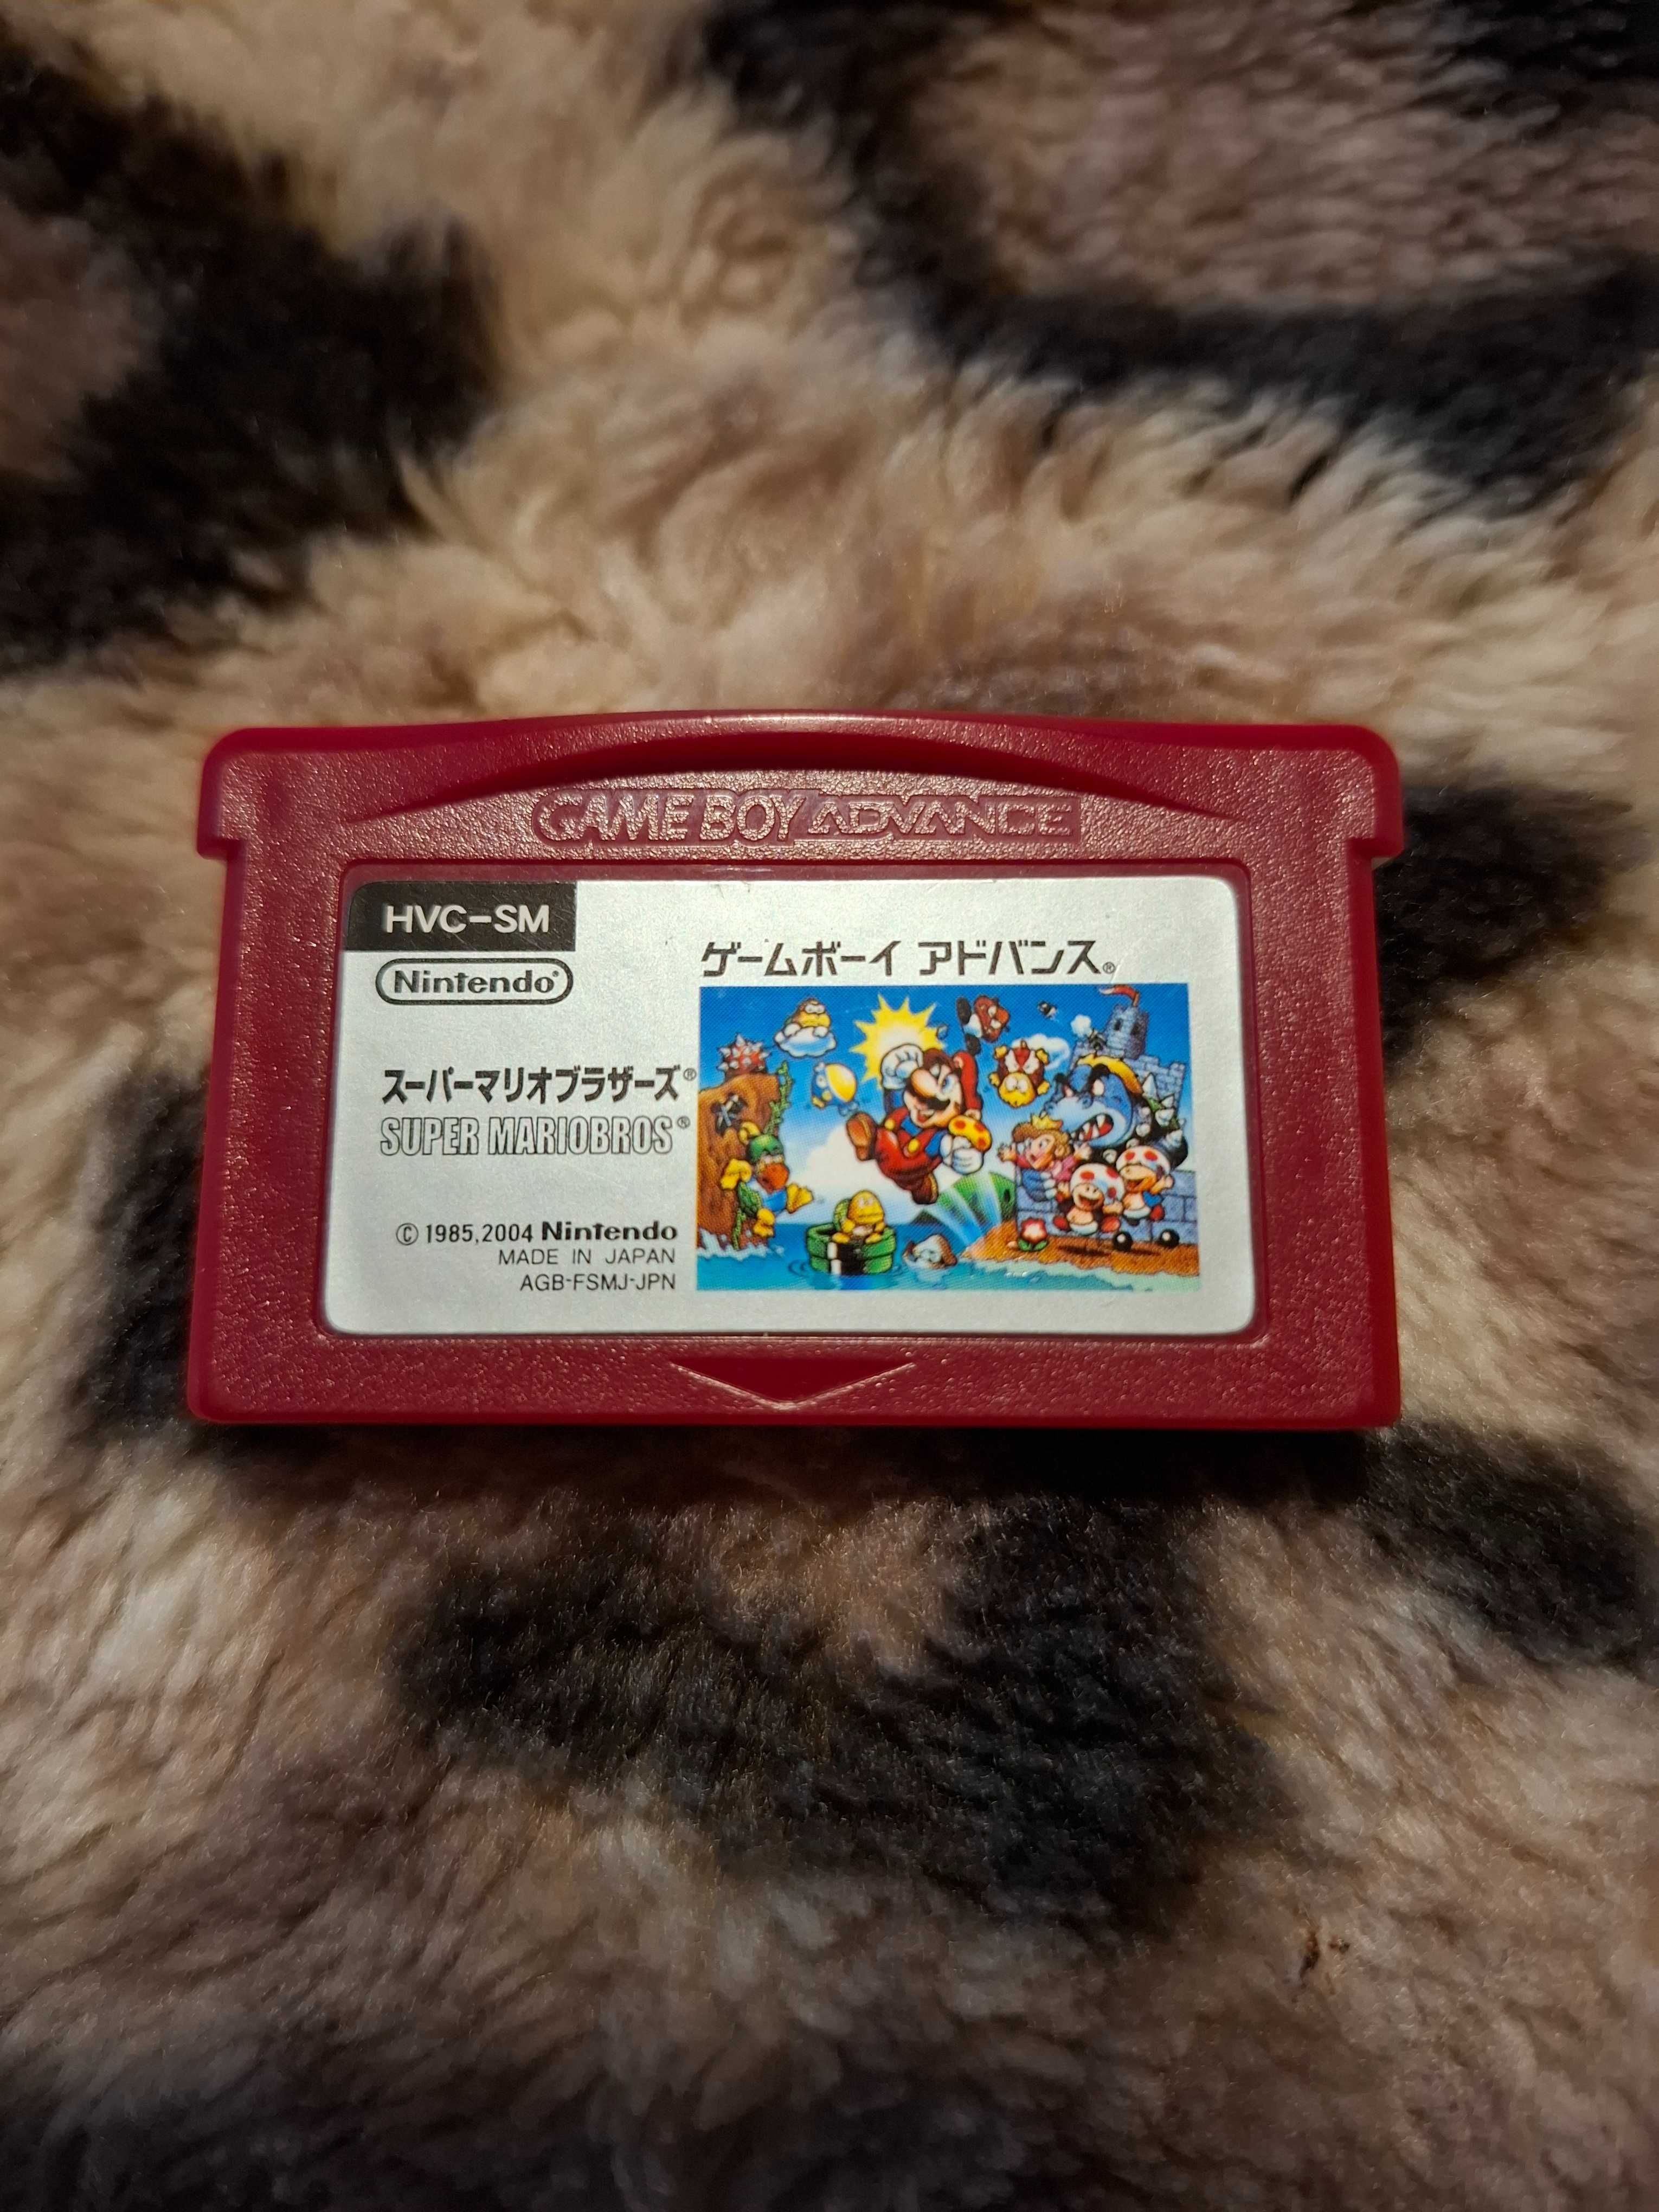 GAME BOY ADVANCE
HVC-SM
Nintendo®
ゲームボーイ アドバンス®
スーパーマリオブラザーズ®
SUPER MARIOBROS®
© 1985,2004 Nintendo
MADE IN JAPAN
AGB-FSMJ-JPN